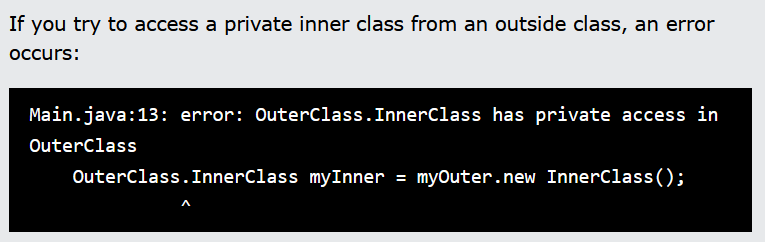 If you try to access a private inner class from an outside class, an error
occurs:
Main.java:13: error: OuterClass.InnerClass has private access in
OuterClass
    OuterClass.InnerClass myInner = myOuter.new InnerClass();
              ^